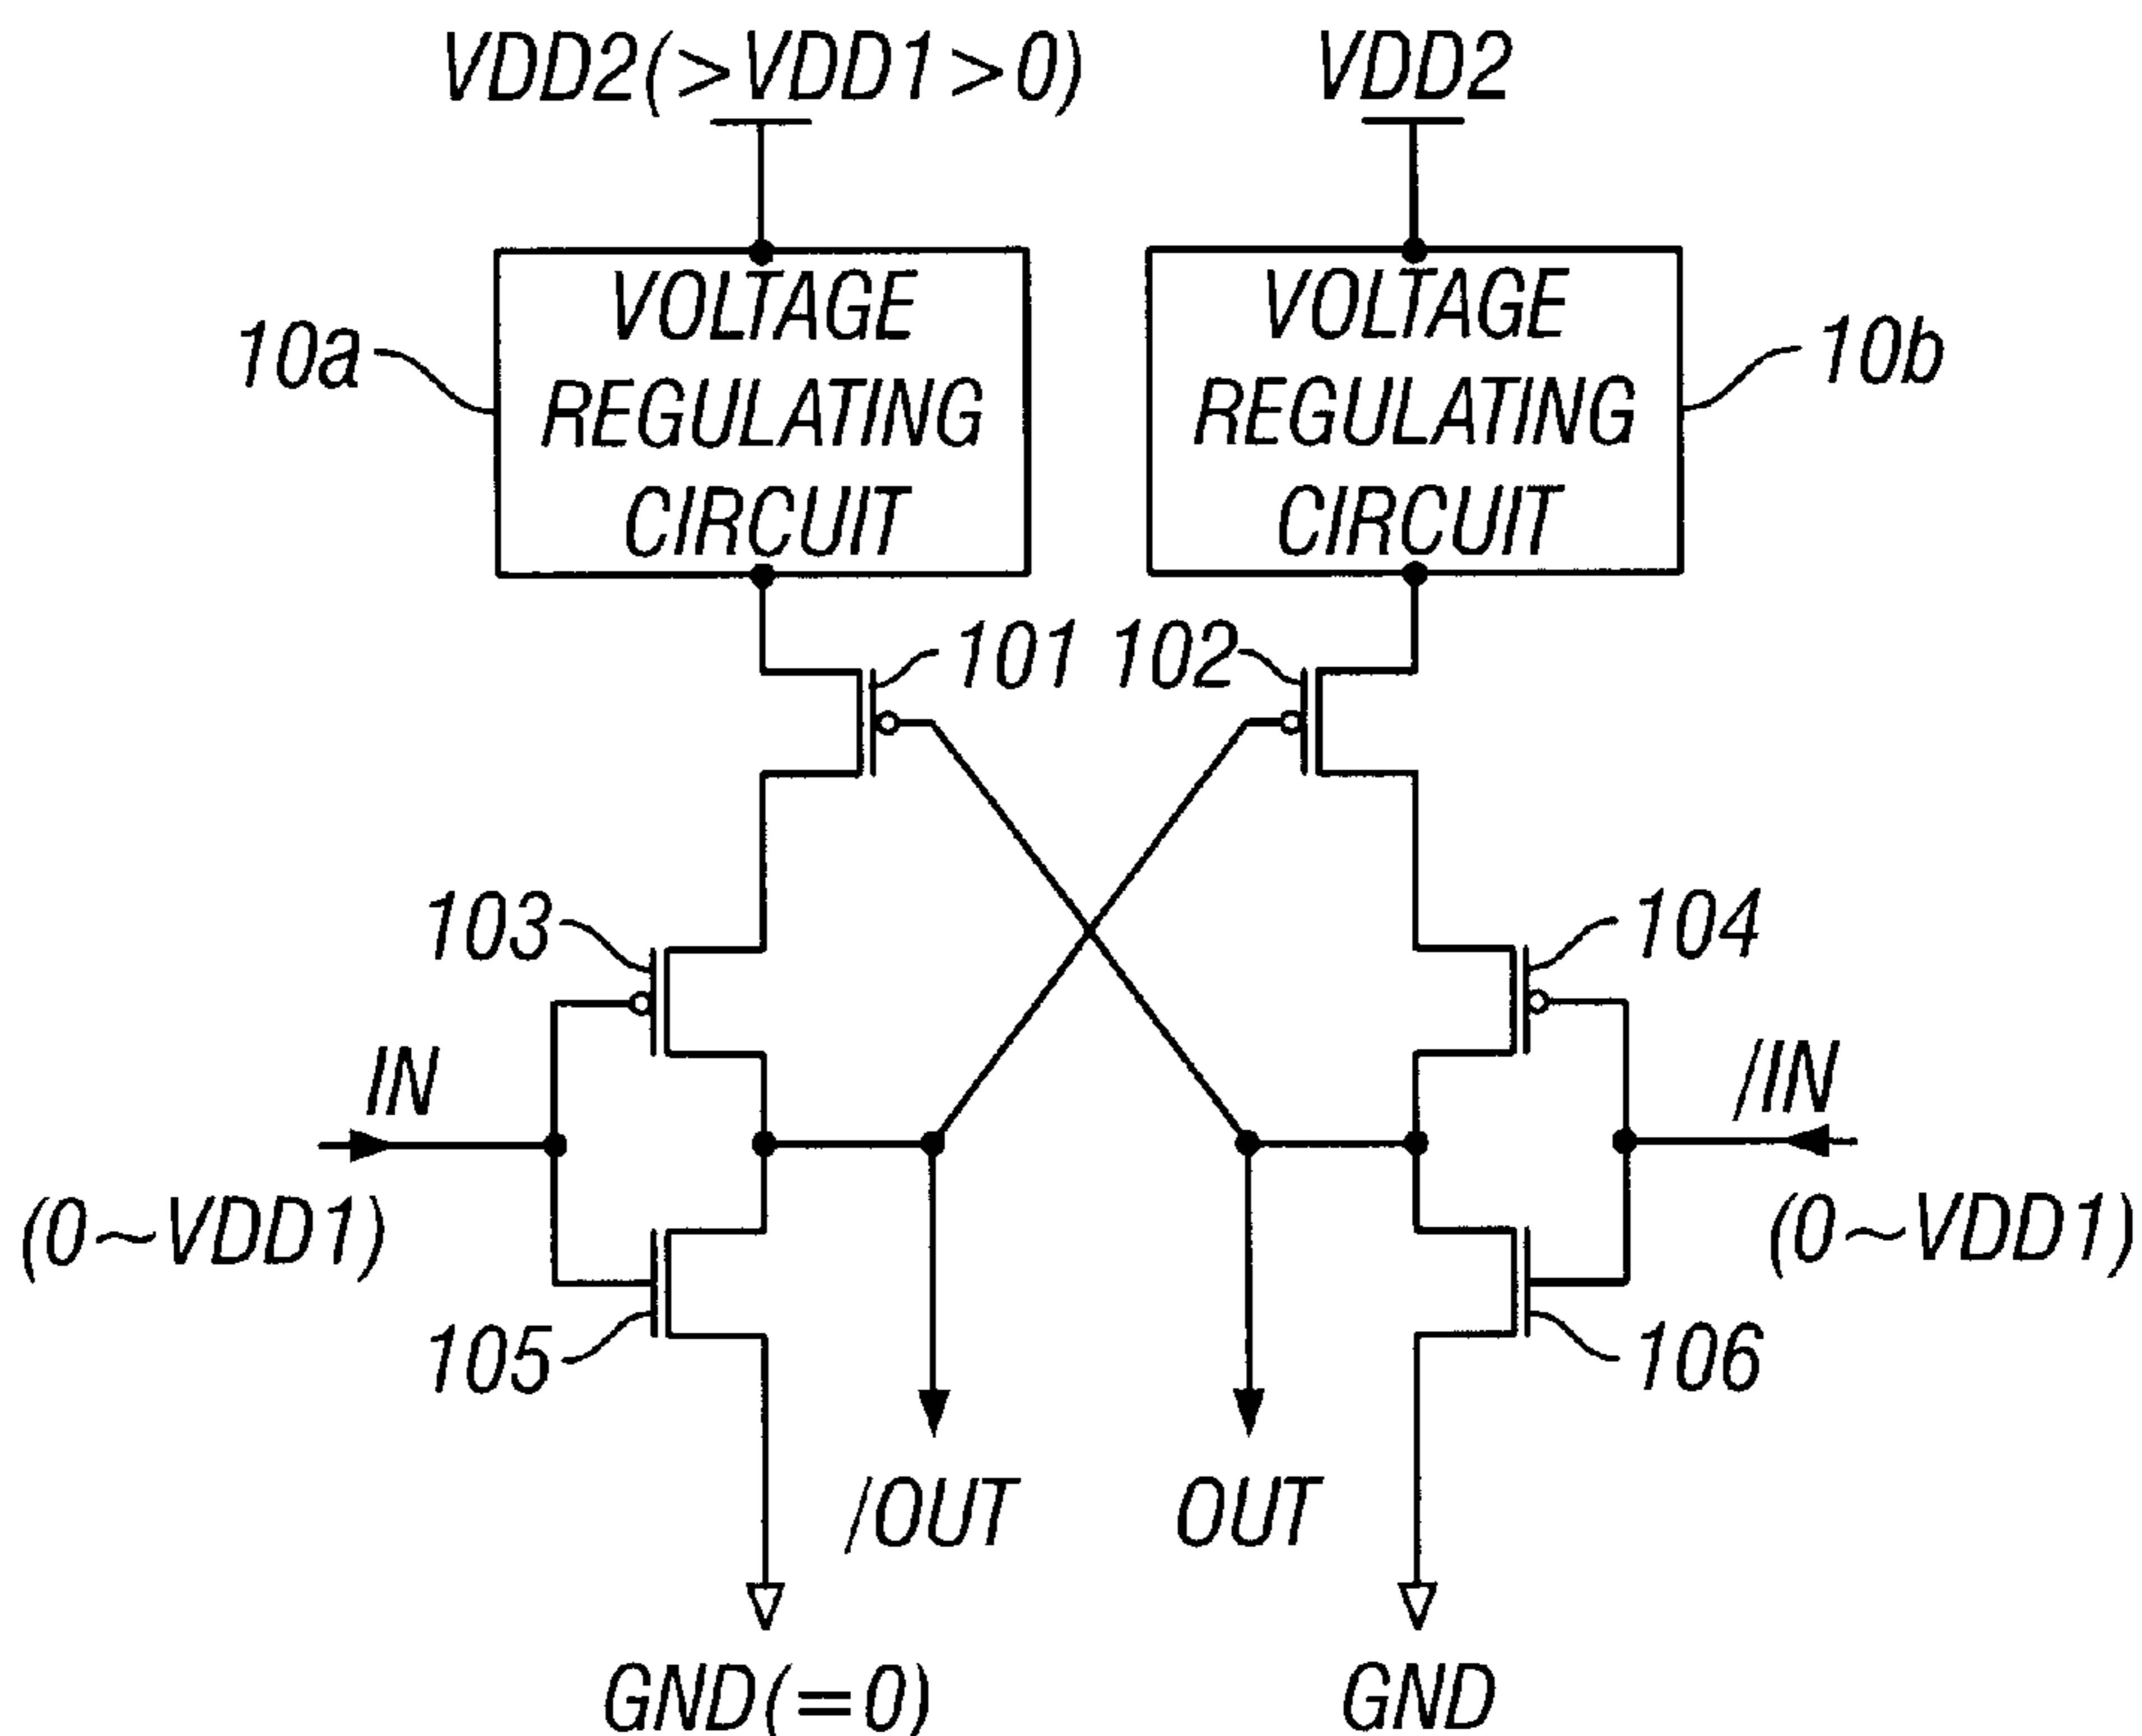 VDD2(>VDD1>0)
VDD2
VOLTAGE
REGULATING
CIRCUIT
VOLTAGE
REGULATING
CIRCUIT
10a
10b
101
102
103
104
IN
/IN
(0~VDD1)
(0~VDD1)
105
106
/OUT
OUT
GND(=0)
GND